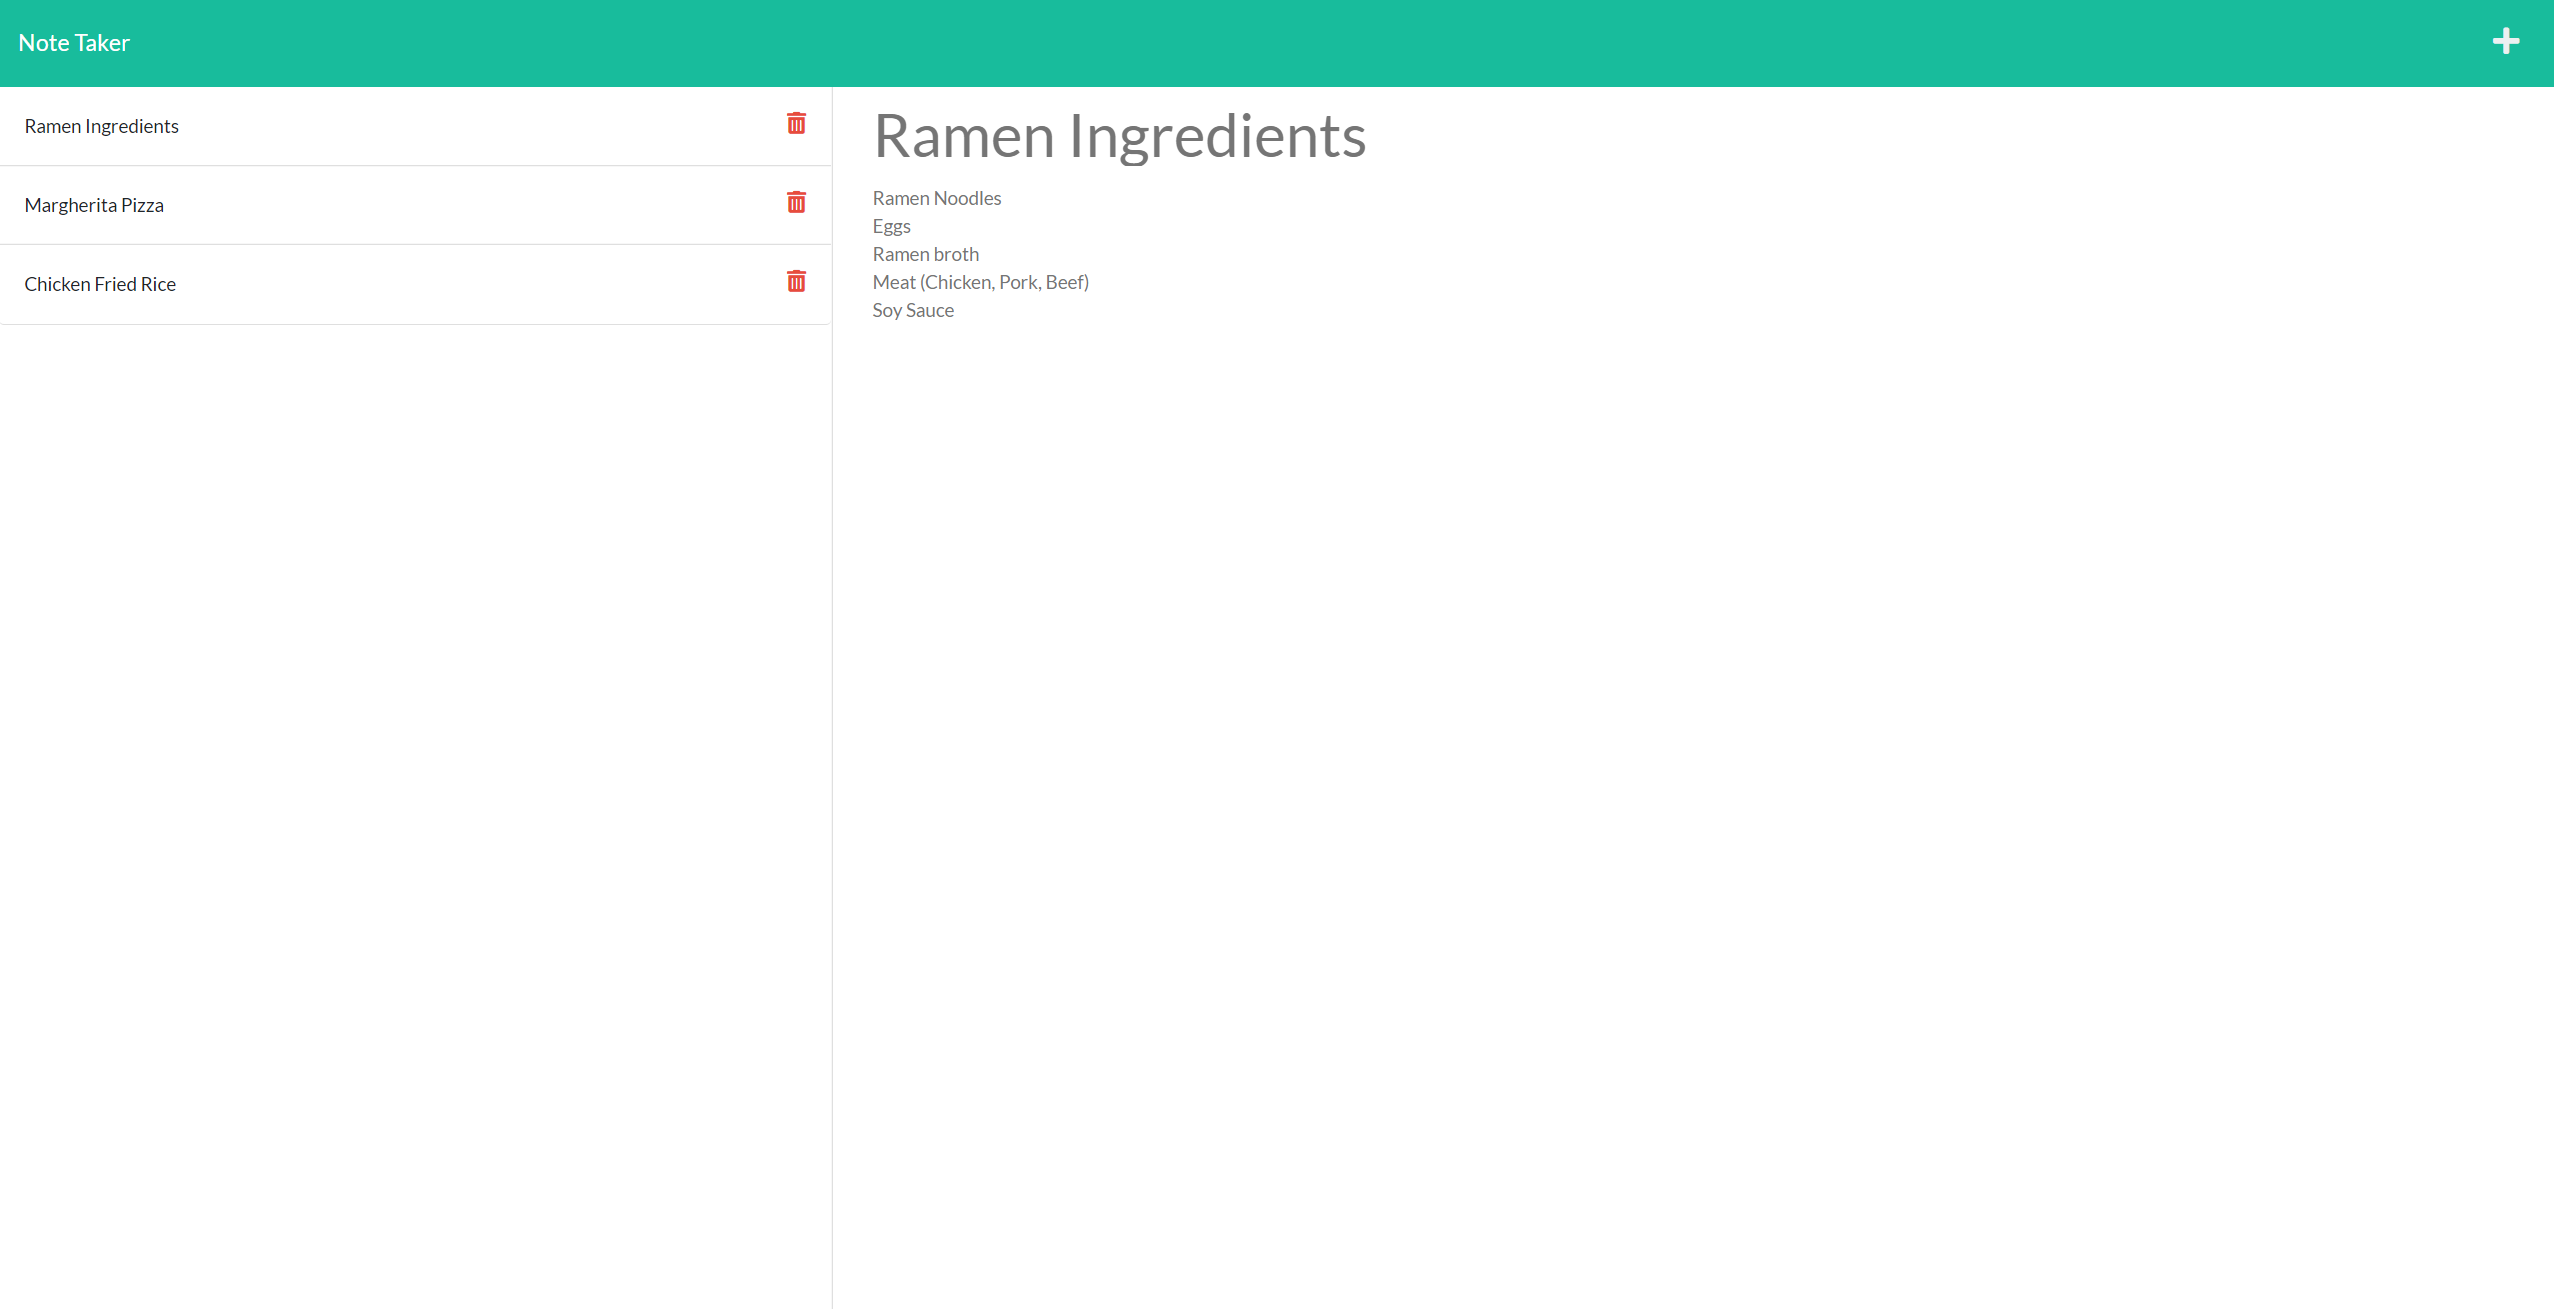 Note Taker
Ramen Ingredients
Margherita Pizza
Chicken Fried Rice
Ramen Ingredients
Ramen Noodles
Eggs
Ramen broth
Meat (Chicken, Pork, Beef)
Soy Sauce